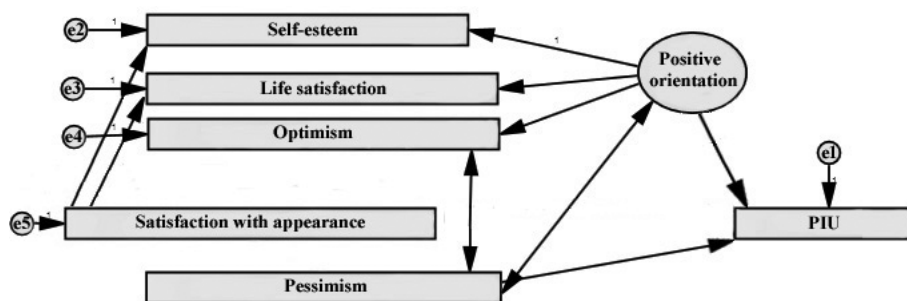 e2
1
Self-esteem
1
Positive
orientation
e3
Life satisfaction
e4
1
Optimism
e1
1
e5
1
Satisfaction with appearance
PIU
Pessimism